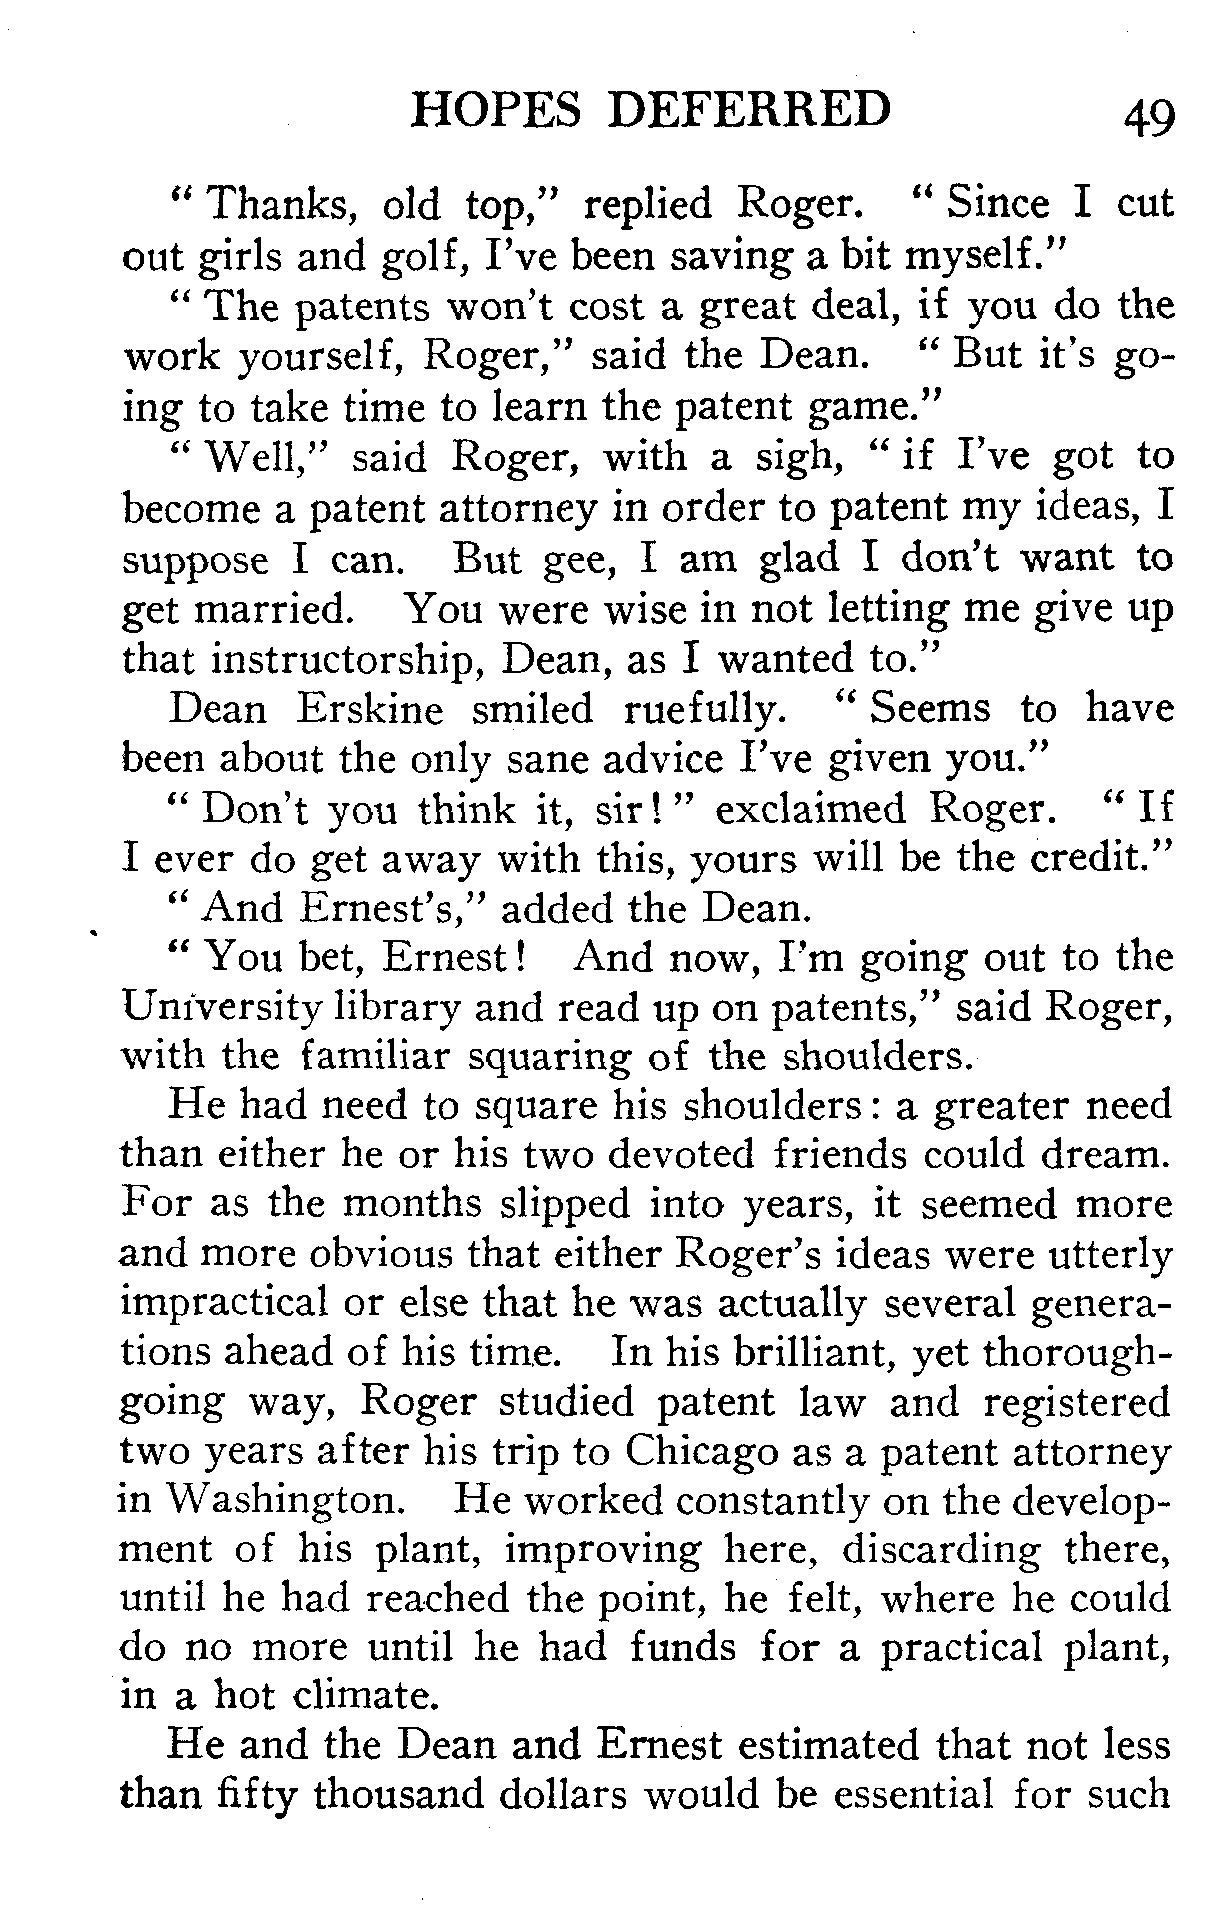 HOPES DEFERRED 49
“ Thanks, old top,” replied Roger. “ Since I cut
out girls and golf, I’ve been saving a bit myself.”
“ The patents won’t cost a great deal, if you do the
work yourself, Roger,” said the Dean. “ But it’s go-
ing to take time to learn the patent game.”
“ Well,” said Roger, with a sigh, “ if I’ve got to
become a patent attorney in order to patent my ideas, I
suppose I can. But gee, I am glad I don’t want to
get married. You were wise in not letting me give up
that instructorship, Dean, as I wanted to.”
Dean Erskine smiled ruefully. “ Seems to have
been about the only sane advice I’ve given you.”
“ Don’t you think it, sir! ” exclaimed Roger. “ If
I ever do get away with this, yours will be the credit.”
“ And Ernest’s,” added the Dean.
“ You bet, Ernest! And now, I’m going out to the
University library and read up on patents,” said Roger,
with the familiar squaring of the shoulders.
He had need to square his shoulders: a greater need
than either he or his two devoted friends could dream.
For as the months slipped into years, it seemed more
and more obvious that either Roger’s ideas were utterly
impractical or else that he was actually several genera-
tions ahead of his time. In his brilliant, yet thorough-
going way, Roger studied patent law and registered
two years after his trip to Chicago as a patent attorney
in Washington. He worked constantly on the develop-
ment of his plant, improving here, discarding there,
until he had reached the point, he felt, where he could
do no more until he had funds for a practical plant,
in a hot climate.
He and the Dean and Ernest estimated that not less
than fifty thousand dollars would be essential for such